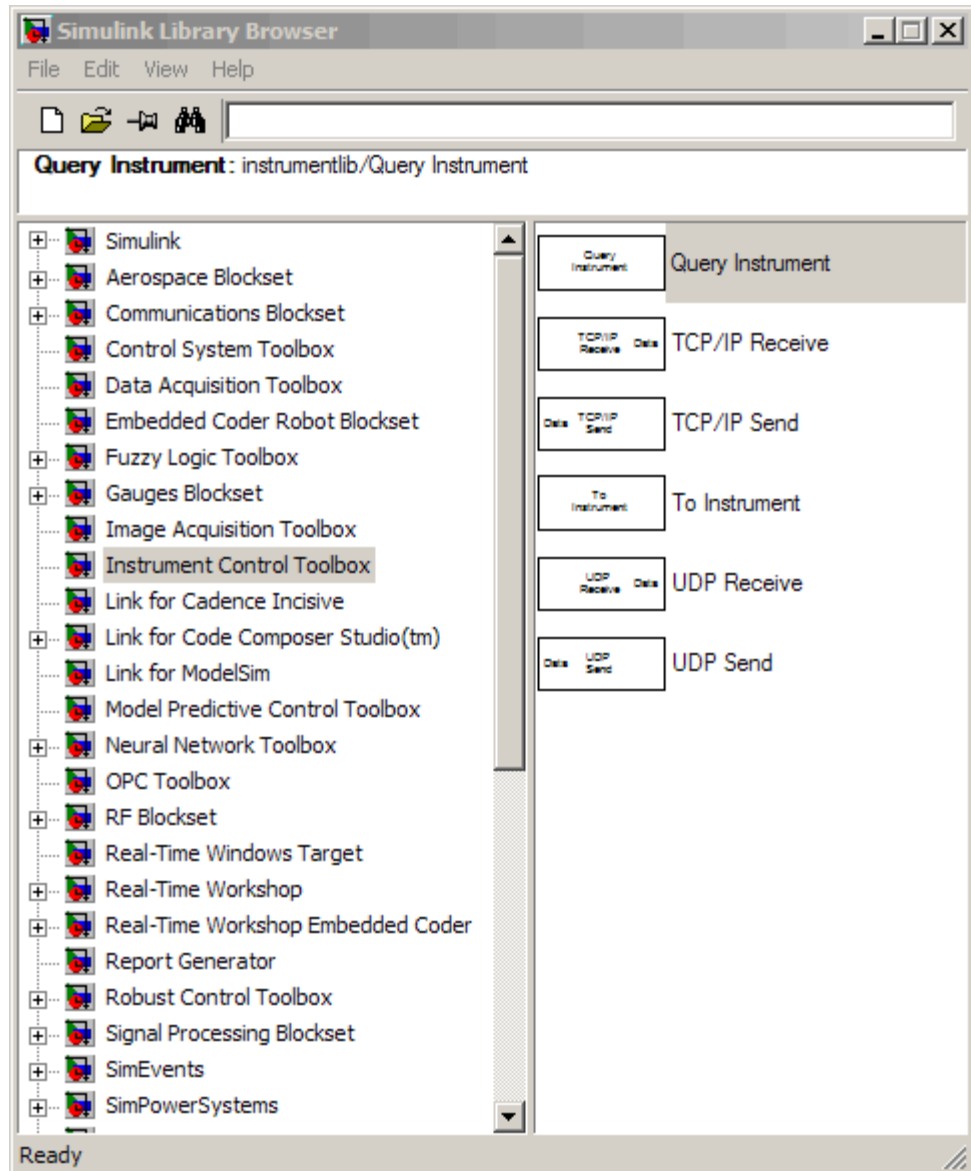 Simulink Library Browser
File Edit View Help
Query Instrument: instrumentlib/Query Instrument
Simulink
Aerospace Blockset
Communications Blockset
Control System Toolbox
Data Acquisition Toolbox
Embedded Coder Robot Blockset
Fuzzy Logic Toolbox
Gauges Blockset
Image Acquisition Toolbox
Instrument Control Toolbox
Link for Cadence Incisive
Link for Code Composer Studio(tm)
Link for ModelSim
Model Predictive Control Toolbox
Neural Network Toolbox
OPC Toolbox
RF Blockset
Real-Time Windows Target
Real-Time Workshop
Real-Time Workshop Embedded Coder
Report Generator
Robust Control Toolbox
Signal Processing Blockset
SimEvents
SimPowerSystems
Query
Instrument
Query Instrument
TCP/IP
Receive Data
TCP/IP Receive
Data TCP/IP
Send
TCP/IP Send
To
Instrument
To Instrument
UDP
Receive Data
UDP Receive
Data UDP
Send
UDP Send
Ready